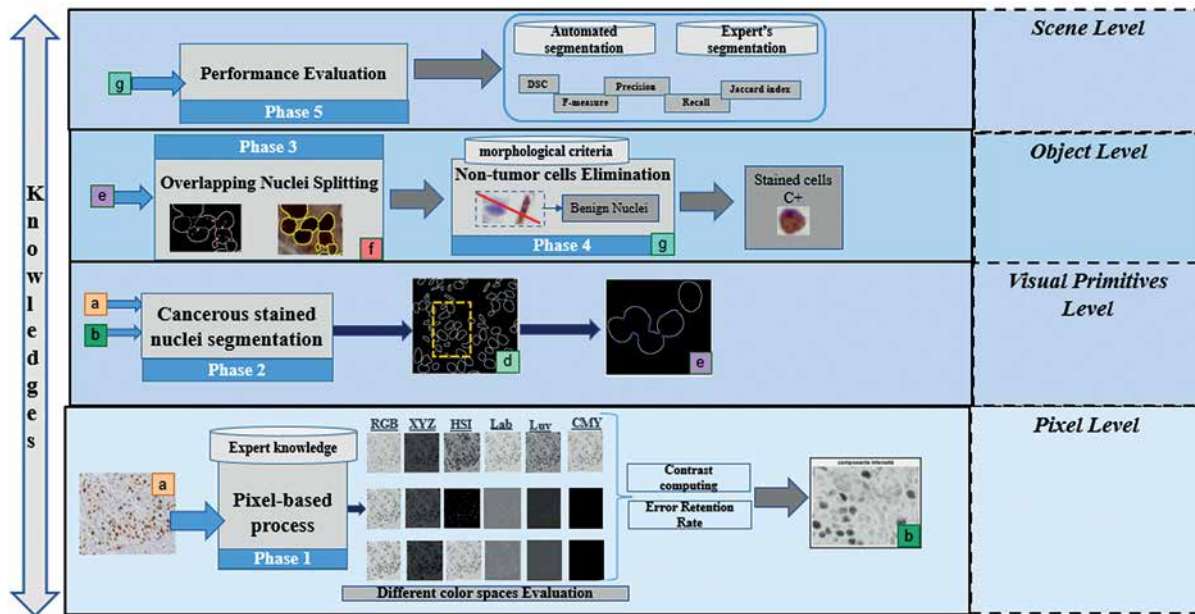 Knowledges
Scene Level
Automated
segmentation
Expert's
segmentation
g
Performance Evaluation
Phase 5
DSC
F-measure
Precision
Recall
Jaccard index
Object Level
Phase 3
e
Overlapping Nuclei Splitting
f
morphological criteria
Non-tumor cells Elimination
Benign Nuclei
Phase 4
g
Stained cells
C+
Visual Primitives
Level
a
b
Cancerous stained
nuclei segmentation
Phase 2
d
e
Pixel Level
a
Expert knowledge
Pixel-based
process
Phase 1
RGB XYZ HSI Lab Luv CMY
Different color spaces Evaluation
Contrast
computing
Error Retention
Rate
componente intensité
b